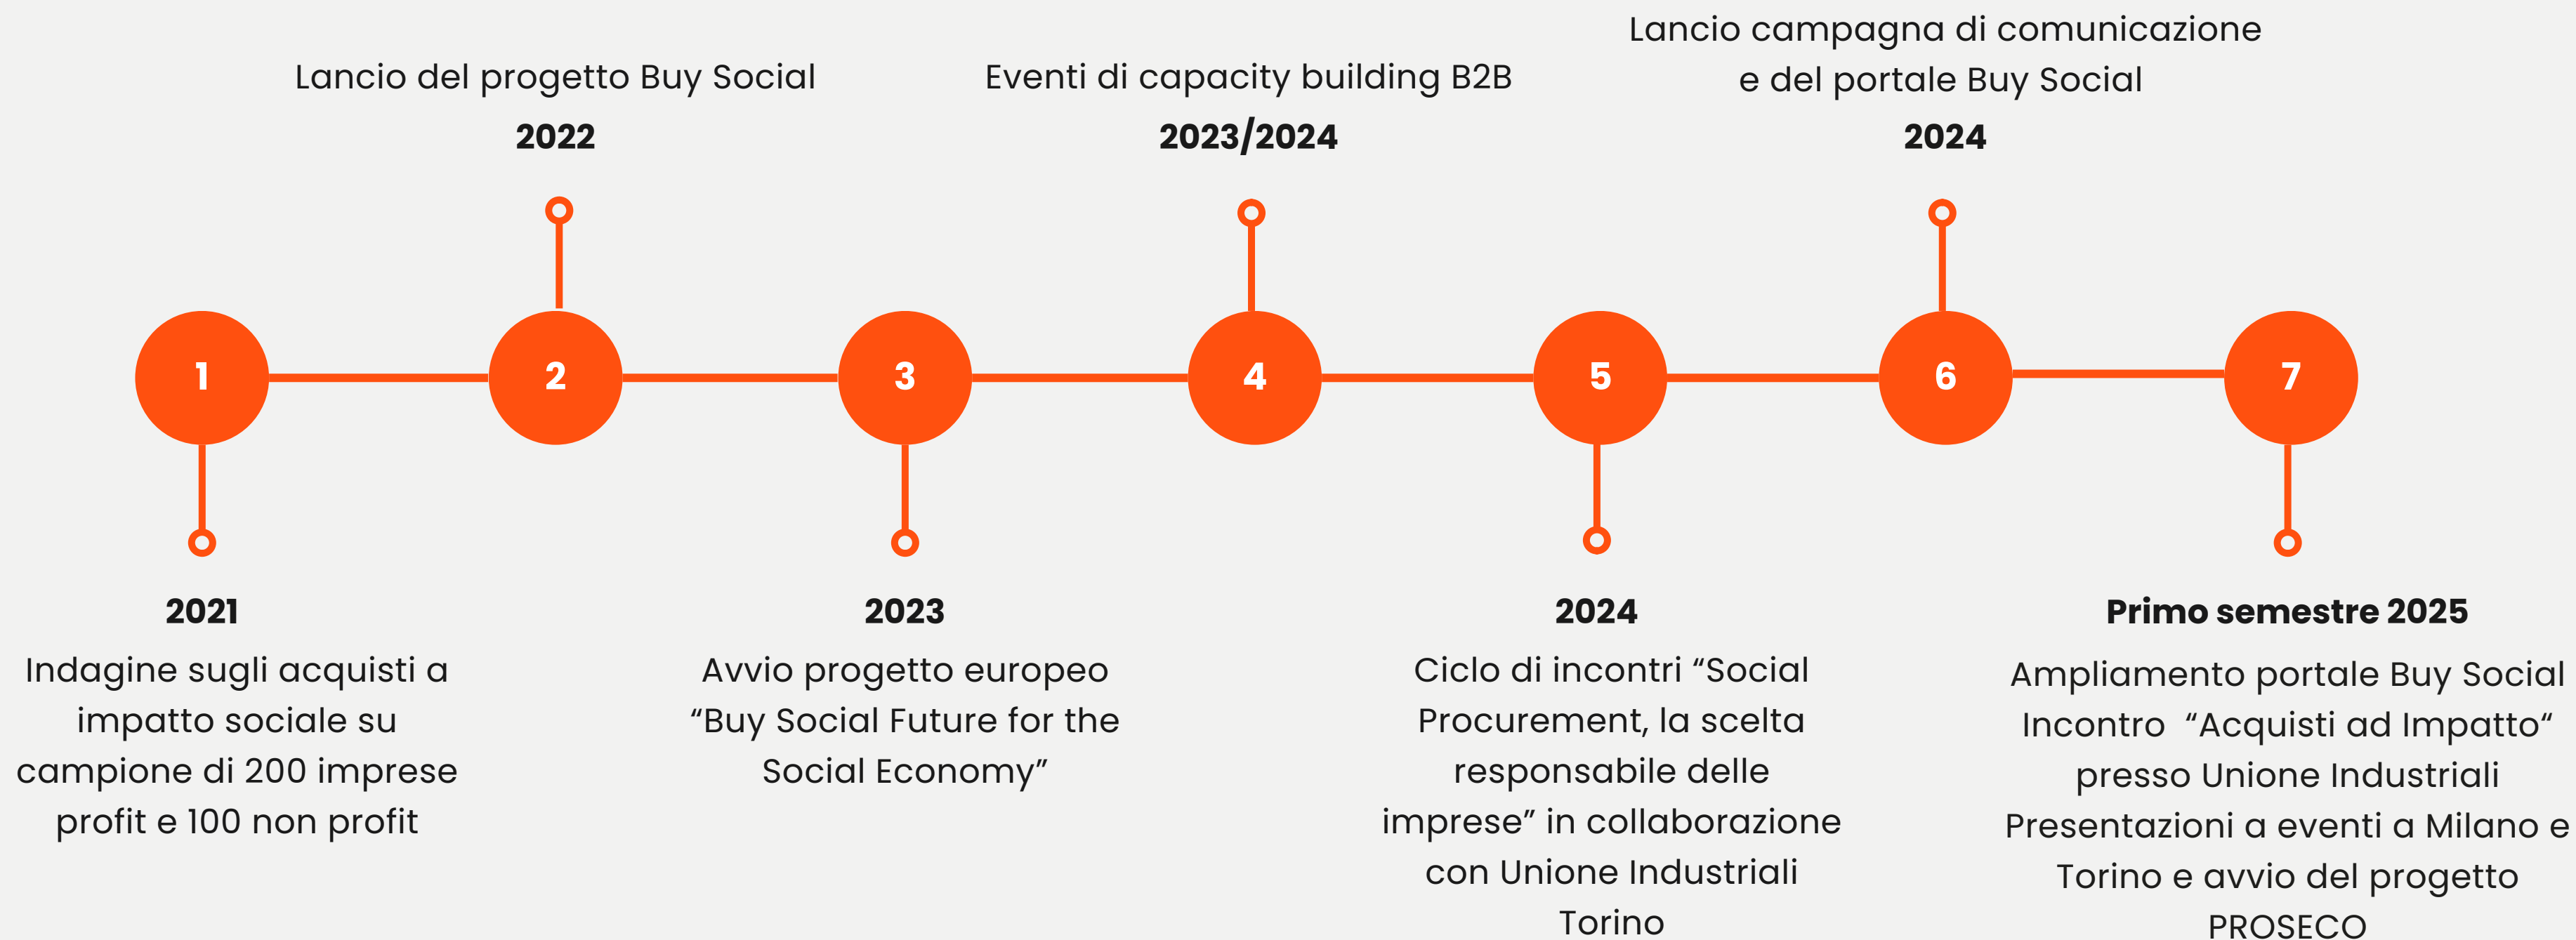 Lancio del progetto Buy Social
2022
Eventi di capacity building B2B
2023/2024
Lancio campagna di comunicazione
e del portale Buy Social
2024
1
2
3
4
5
6
7
2021
Indagine sugli acquisti a
impatto sociale su
campione di 200 imprese
profit e 100 non profit
2023
Avvio progetto europeo
“Buy Social Future for the
Social Economy”
2024
Ciclo di incontri “Social
Procurement, la scelta
responsabile delle
imprese” in collaborazione
con Unione Industriali
Torino
Primo semestre 2025
Ampliamento portale Buy Social
Incontro “Acquisti ad Impatto“
presso Unione Industriali
Presentazioni a eventi a Milano e
Torino e avvio del progetto
PROSECO